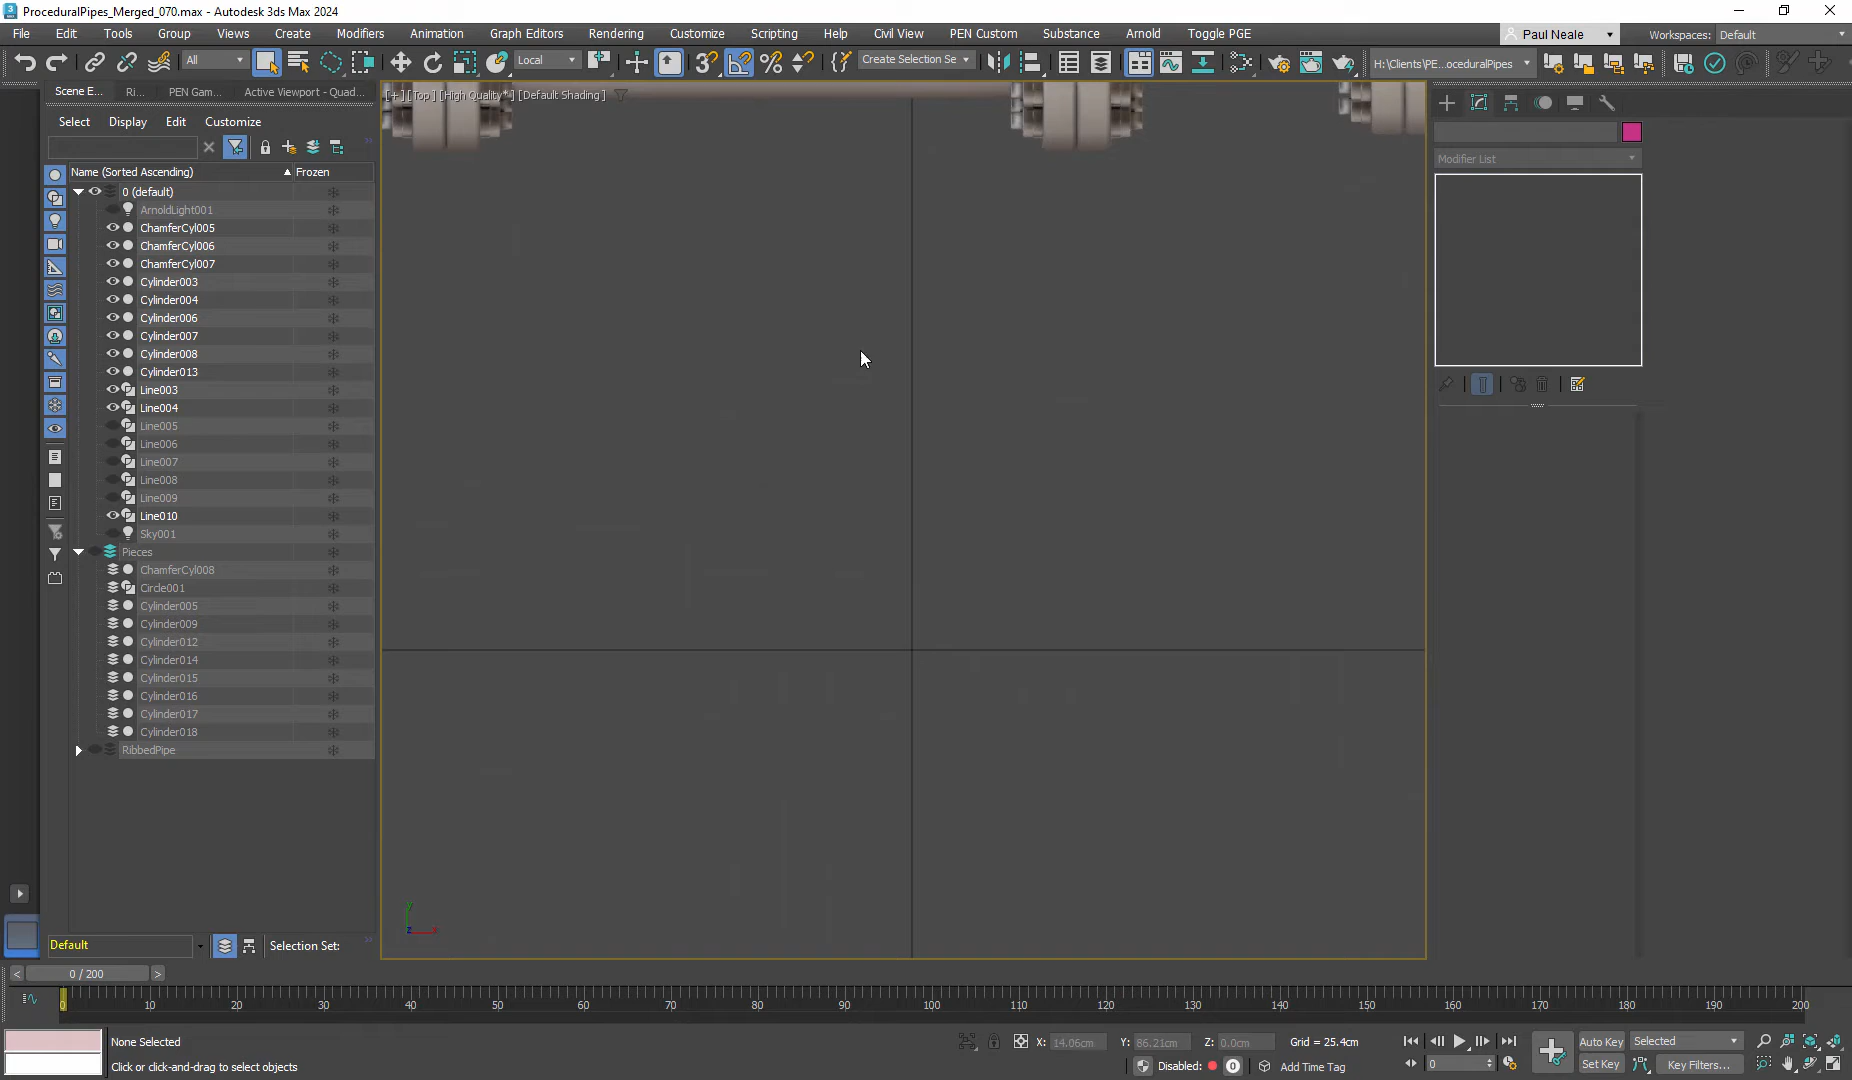 ProceduralPipes_Merged_070.max - Autodesk 3ds Max 2024
File Edit Tools Group Views Create Modifiers Animation Graph Editors Rendering Customize Scripting Help Civil View PEN Custom Substance Arnold Toggle PGE Paul Neale Workspaces: Default
All Local Create Selection Se H:\Clients\PE...oceduralPipes
Scene E... Ri... PEN Gam... Active Viewport - Quad...
[+] [Top] [High Quality*] [Default Shading]
Select Display Edit Customize
Modifier List
Name (Sorted Ascending) Frozen
0 (default)
ArnoldLight001
ChamferCyl005
ChamferCyl006
ChamferCyl007
Cylinder003
Cylinder004
Cylinder006
Cylinder007
Cylinder008
Cylinder013
Line003
Line004
Line005
Line006
Line007
Line008
Line009
Line010
Sky001
Pieces
ChamferCyl008
Circle001
Cylinder005
Cylinder009
Cylinder012
Cylinder014
Cylinder015
Cylinder016
Cylinder017
Cylinder018
RibbedPipe
y
z x
Default Selection Set:
< 0 / 200 >
0 10 20 30 40 50 60 70 80 90 100 110 120 130 140 150 160 170 180 190 200
None Selected X: 14.06cm Y: 86.21cm Z: 0.0cm Grid = 25.4cm Auto Key Selected
Click or click-and-drag to select objects Disabled: 0 Add Time Tag 0 Set Key Key Filters...